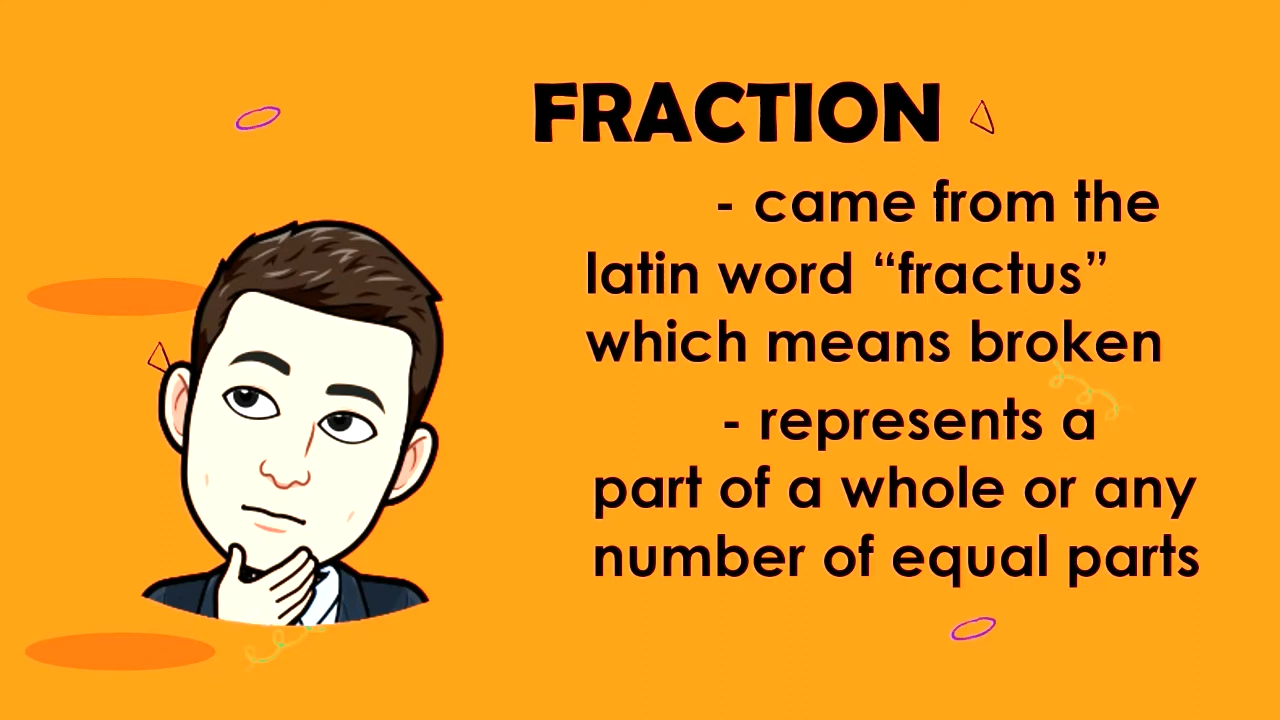 FRACTION
- came from the
latin word “fractus”
which means broken
- represents a
part of a whole or any
number of equal parts